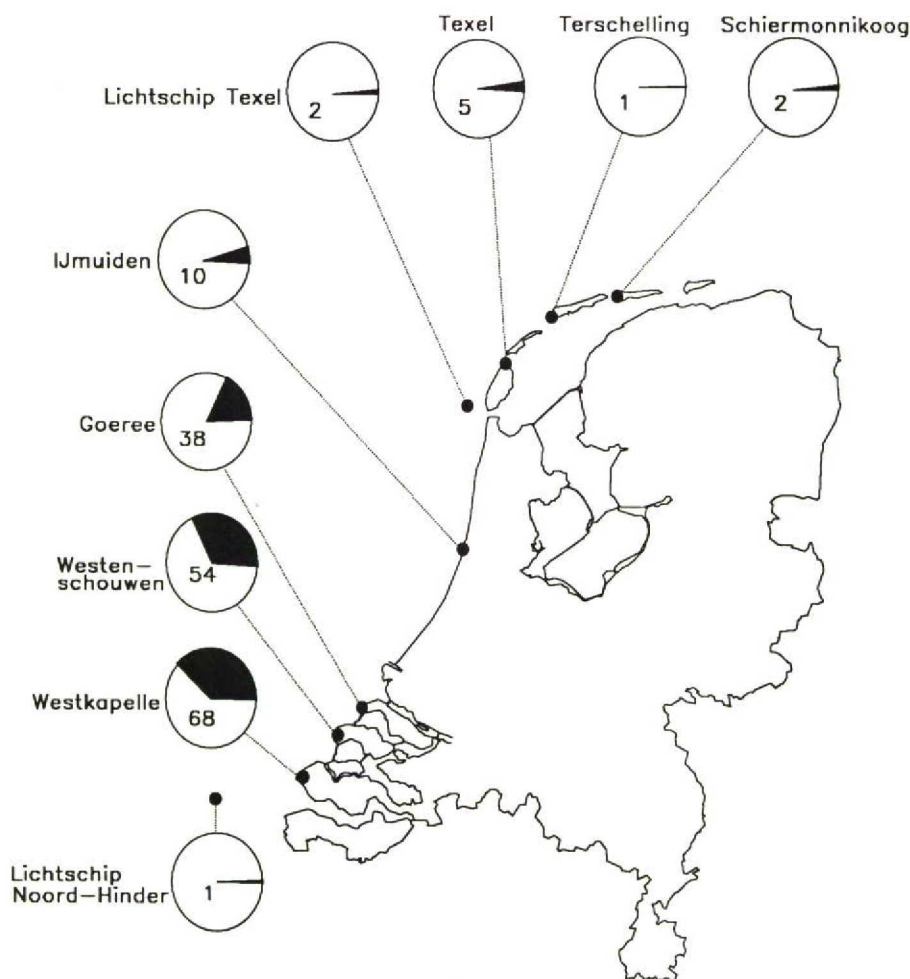 Texel
Terschelling
Schiermonnikoog
Lichtschip Texel
2
5
1
2
IJmuiden
10
Goeree
38
Westen-
schouwen
54
Westkapelle
68
Lichtschip
Noord-Hinder
1